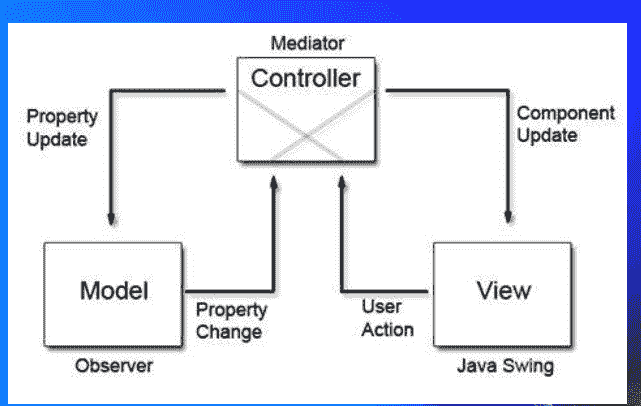 Mediator
Controller
Property
Update
Component
Update
Model
Property
Change
User
Action
View
Observer
Java Swing